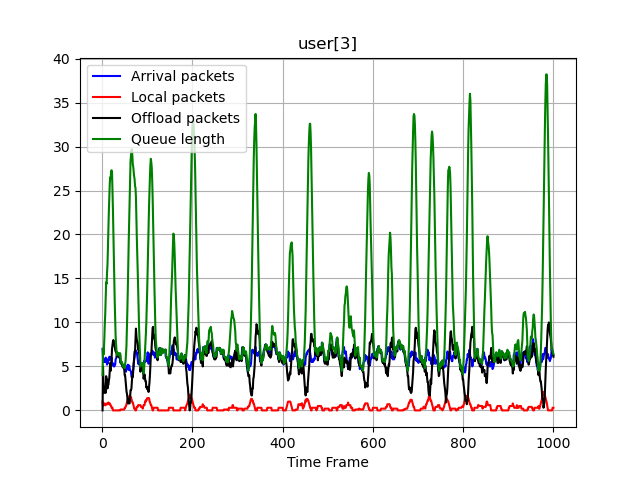 user[3]
Arrival packets
Local packets
Offload packets
Queue length
40
35
30
25
20
15
10
5
0
0 200 400 600 800 1000
Time Frame